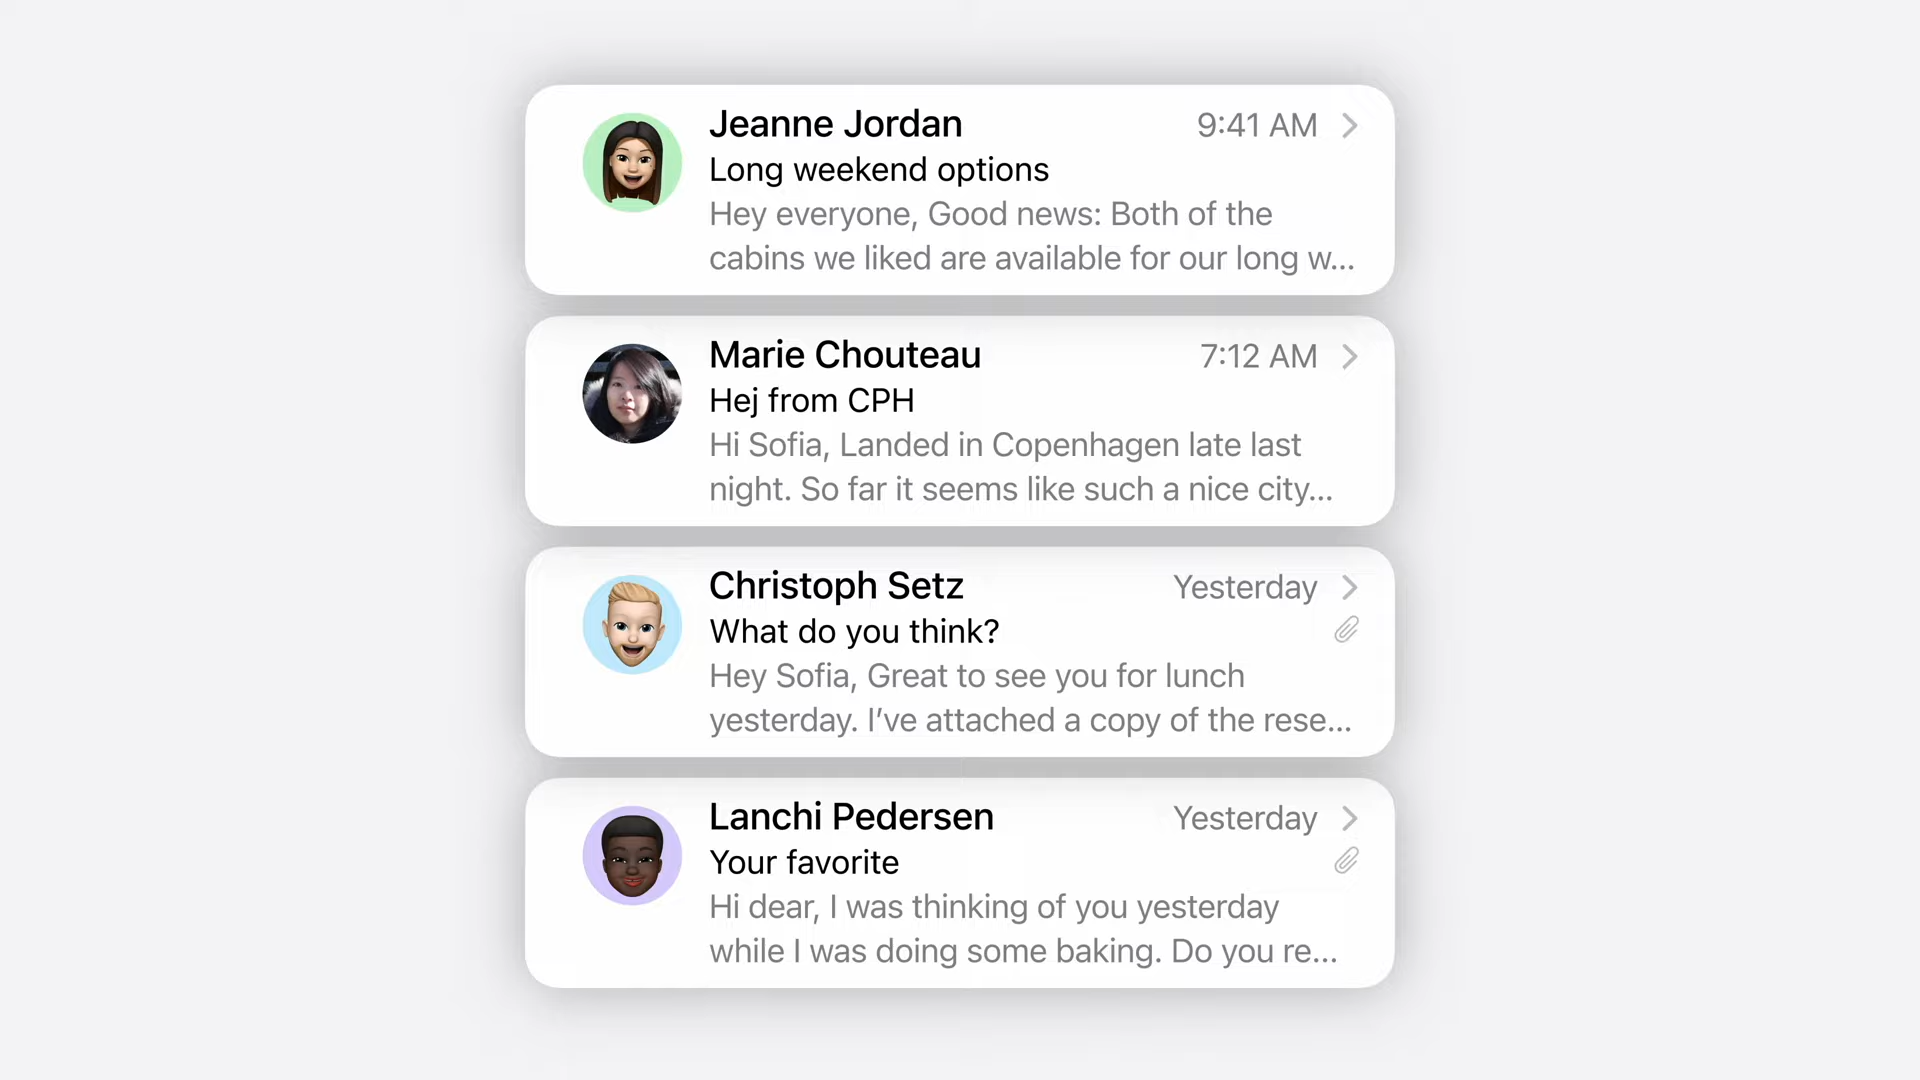 Jeanne Jordan 9:41 AM
Long weekend options
Hey everyone, Good news: Both of the
cabins we liked are available for our long w...
Marie Chouteau 7:12 AM
Hej from CPH
Hi Sofia, Landed in Copenhagen late last
night. So far it seems like such a nice city...
Christoph Setz Yesterday
What do you think?
Hey Sofia, Great to see you for lunch
yesterday. I’ve attached a copy of the rese...
Lanchi Pedersen Yesterday
Your favorite
Hi dear, I was thinking of you yesterday
while I was doing some baking. Do you re...